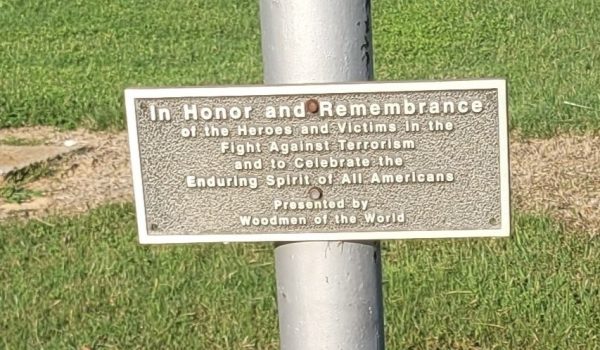 In Honor and Remembrance
of the Heroes and Victims in the
Fight Against Terrorism
and to Celebrate the
Enduring Spirit of All Americans
Presented by
Woodmen of the World